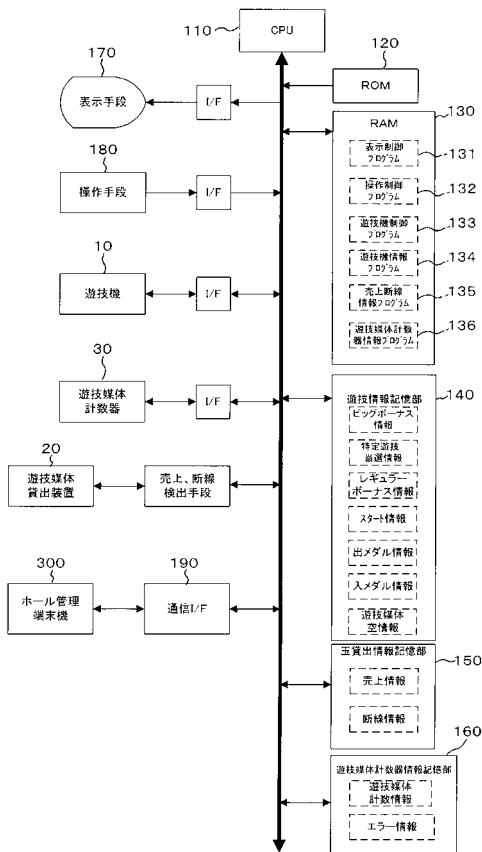 110
CPU
170
表示手段
I/F
120
ROM
180
操作手段
I/F
130
RAM
表示制御
プログラム
131
操作制御
プログラム
132
遊技機制御
プログラム
133
遊技機情報
プログラム
134
売上断線
情報プログラム
135
遊技媒体計数
器情報プログラム
136
10
遊技機
I/F
30
遊技媒体
計数器
I/F
140
遊技情報記憶部
ビッグボーナス
情報
特定遊技
当選情報
レギュラー
ボーナス情報
スタート情報
出メダル情報
入メダル情報
遊技媒体
空情報
20
遊技媒体
貸出装置
売上、断線
検出手段
300
ホール管理
端末機
190
通信I/F
150
玉貸出情報記憶部
売上情報
断線情報
160
遊技媒体計数器情報記憶部
遊技媒体
計数情報
エラー情報